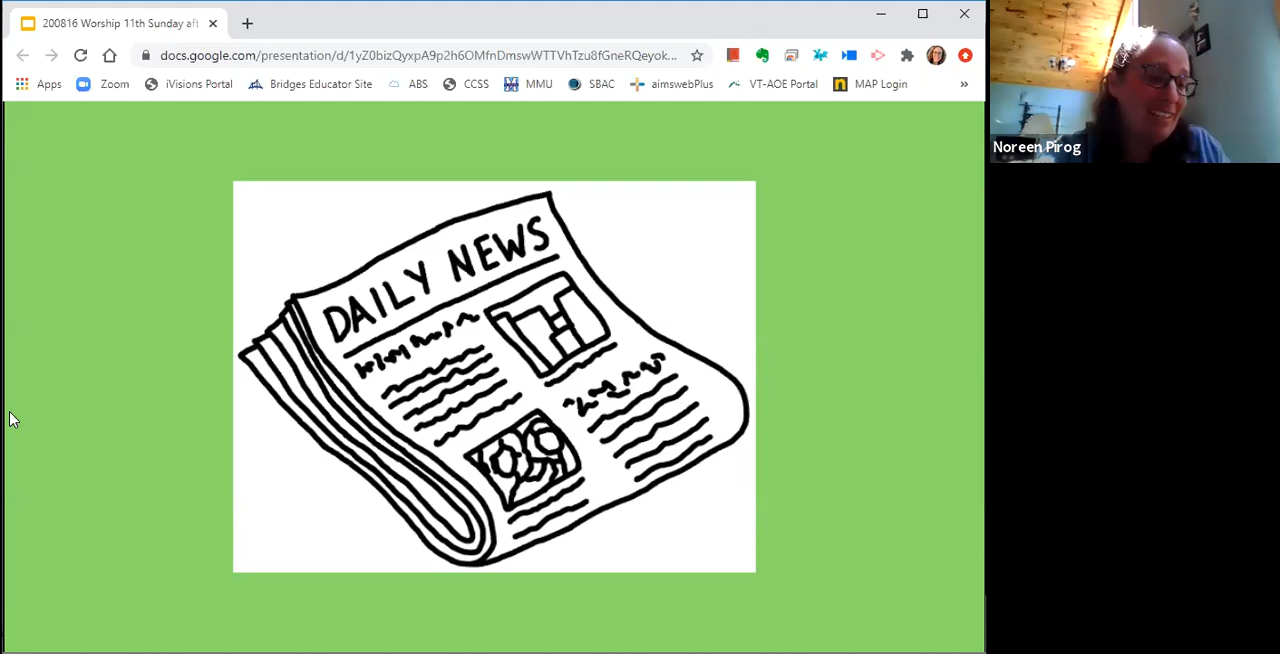 200816 Worship 11th Sunday aft
docs.google.com/presentation/d/1yZ0bizQyxpA9p2h6OMfnDmswWTTVhTzu8fGneRQeyok...
Apps Zoom iVisions Portal Bridges Educator Site ABS CCSS MMU SBAC aimswebPlus VT-AOE Portal MAP Login »
Noreen Pirog
DAILY NEWS